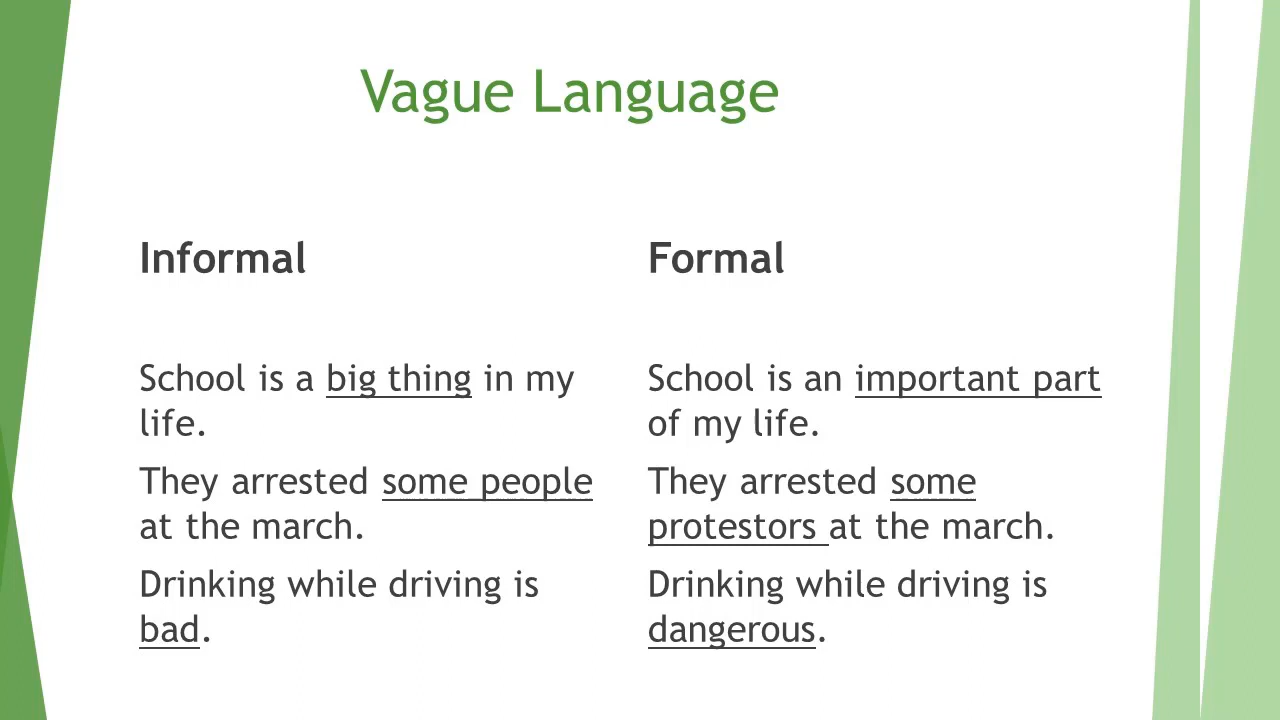 Vague Language
Informal
School is a big thing in my
life.
They arrested some people
at the march.
Drinking while driving is
bad.
Formal
School is an important part
of my life.
They arrested some
protestors at the march.
Drinking while driving is
dangerous.